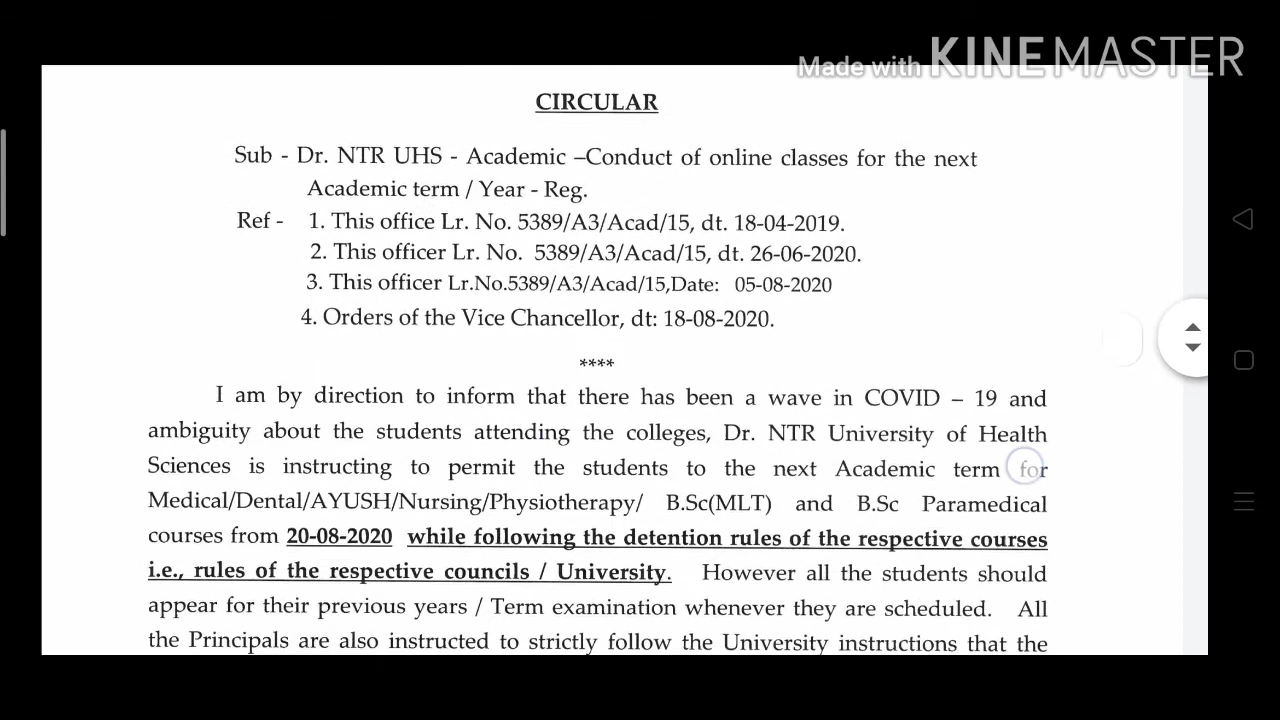 Made with KINEMASTER
CIRCULAR
Sub - Dr. NTR UHS - Academic –Conduct of online classes for the next
Academic term / Year - Reg.
Ref - 1. This office Lr. No. 5389/A3/Acad/15, dt. 18-04-2019.
2. This officer Lr. No. 5389/A3/Acad/15, dt. 26-06-2020.
3. This officer Lr.No.5389/A3/Acad/15,Date: 05-08-2020
4. Orders of the Vice Chancellor, dt: 18-08-2020.
****
I am by direction to inform that there has been a wave in COVID – 19 and
ambiguity about the students attending the colleges, Dr. NTR University of Health
Sciences is instructing to permit the students to the next Academic term for
Medical/Dental/AYUSH/Nursing/Physiotherapy/ B.Sc(MLT) and B.Sc Paramedical
courses from 20-08-2020 while following the detention rules of the respective courses
i.e., rules of the respective councils / University. However all the students should
appear for their previous years / Term examination whenever they are scheduled. All
the Principals are also instructed to strictly follow the University instructions that the